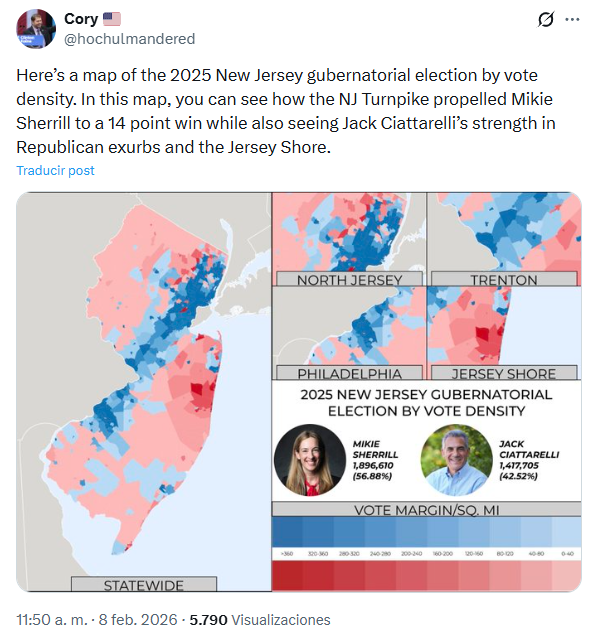 Cory 🇺🇸
@hochulmandered
Here’s a map of the 2025 New Jersey gubernatorial election by vote
density. In this map, you can see how the NJ Turnpike propelled Mikie
Sherrill to a 14 point win while also seeing Jack Ciattarelli’s strength in
Republican exurbs and the Jersey Shore.
Traducir post
NORTH JERSEY
TRENTON
PHILADELPHIA
JERSEY SHORE
2025 NEW JERSEY GUBERNATORIAL
ELECTION BY VOTE DENSITY
MIKIE
SHERRILL
1,896,610
(56.88%)
JACK
CIATTARELLI
1,417,705
(42.52%)
VOTE MARGIN/SQ. MI
>360 320-360 280-320 240-280 200-240 160-200 120-160 80-120 40-80 0-40
STATEWIDE
11:50 a. m. · 8 feb. 2026 · 5.790 Visualizaciones